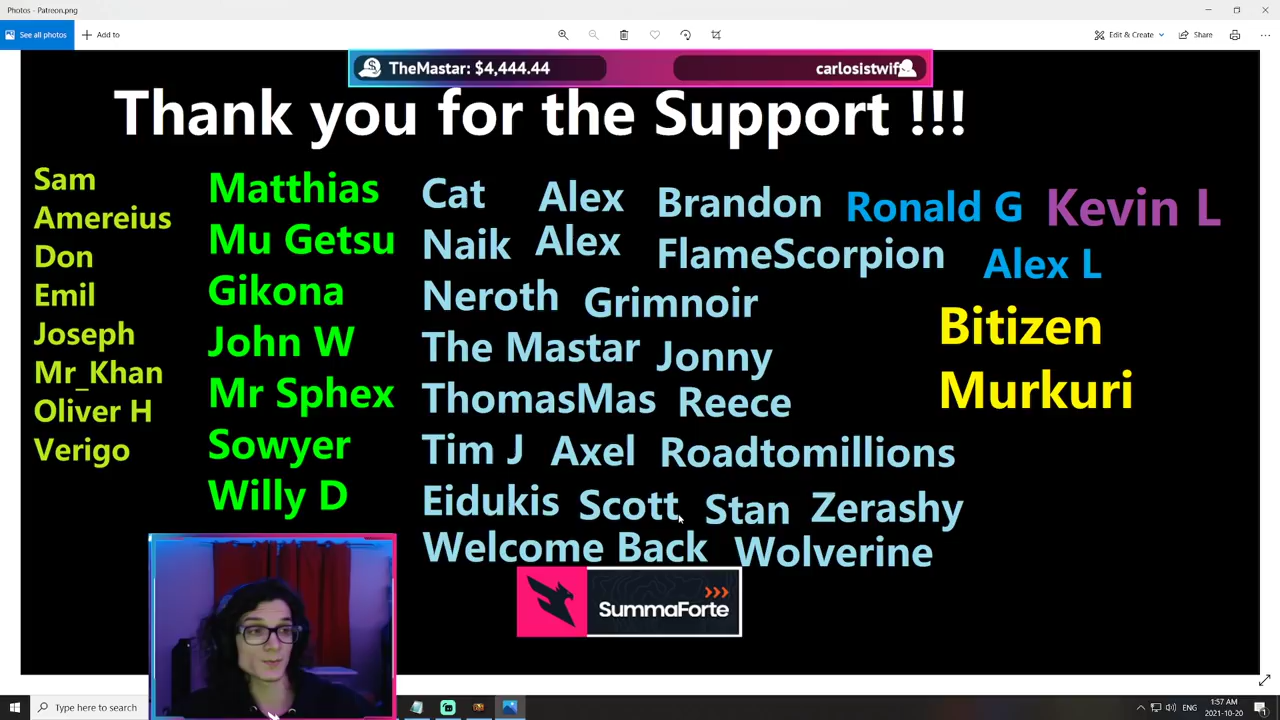 Photos - Patreon.png
See all photos
Add to
Edit & Create
Share
TheMastar: $4,444.44
carlosistwif
Thank you for the Support !!!
Sam
Amereius
Don
Emil
Joseph
Mr_Khan
Oliver H
Verigo
Matthias
Mu Getsu
Gikona
John W
Mr Sphex
Sowyer
Willy D
Cat Alex Brandon
Naik Alex FlameScorpion
Neroth Grimnoir
The Mastar Jonny
ThomasMas Reece
Tim J Axel Roadtomillions
Eidukis Scott Stan Zerashy
Welcome Back Wolverine
Ronald G
Alex L
Kevin L
Bitizen
Murkuri
SummaForte
Type here to search
ENG
1:57 AM
2021-10-20
1